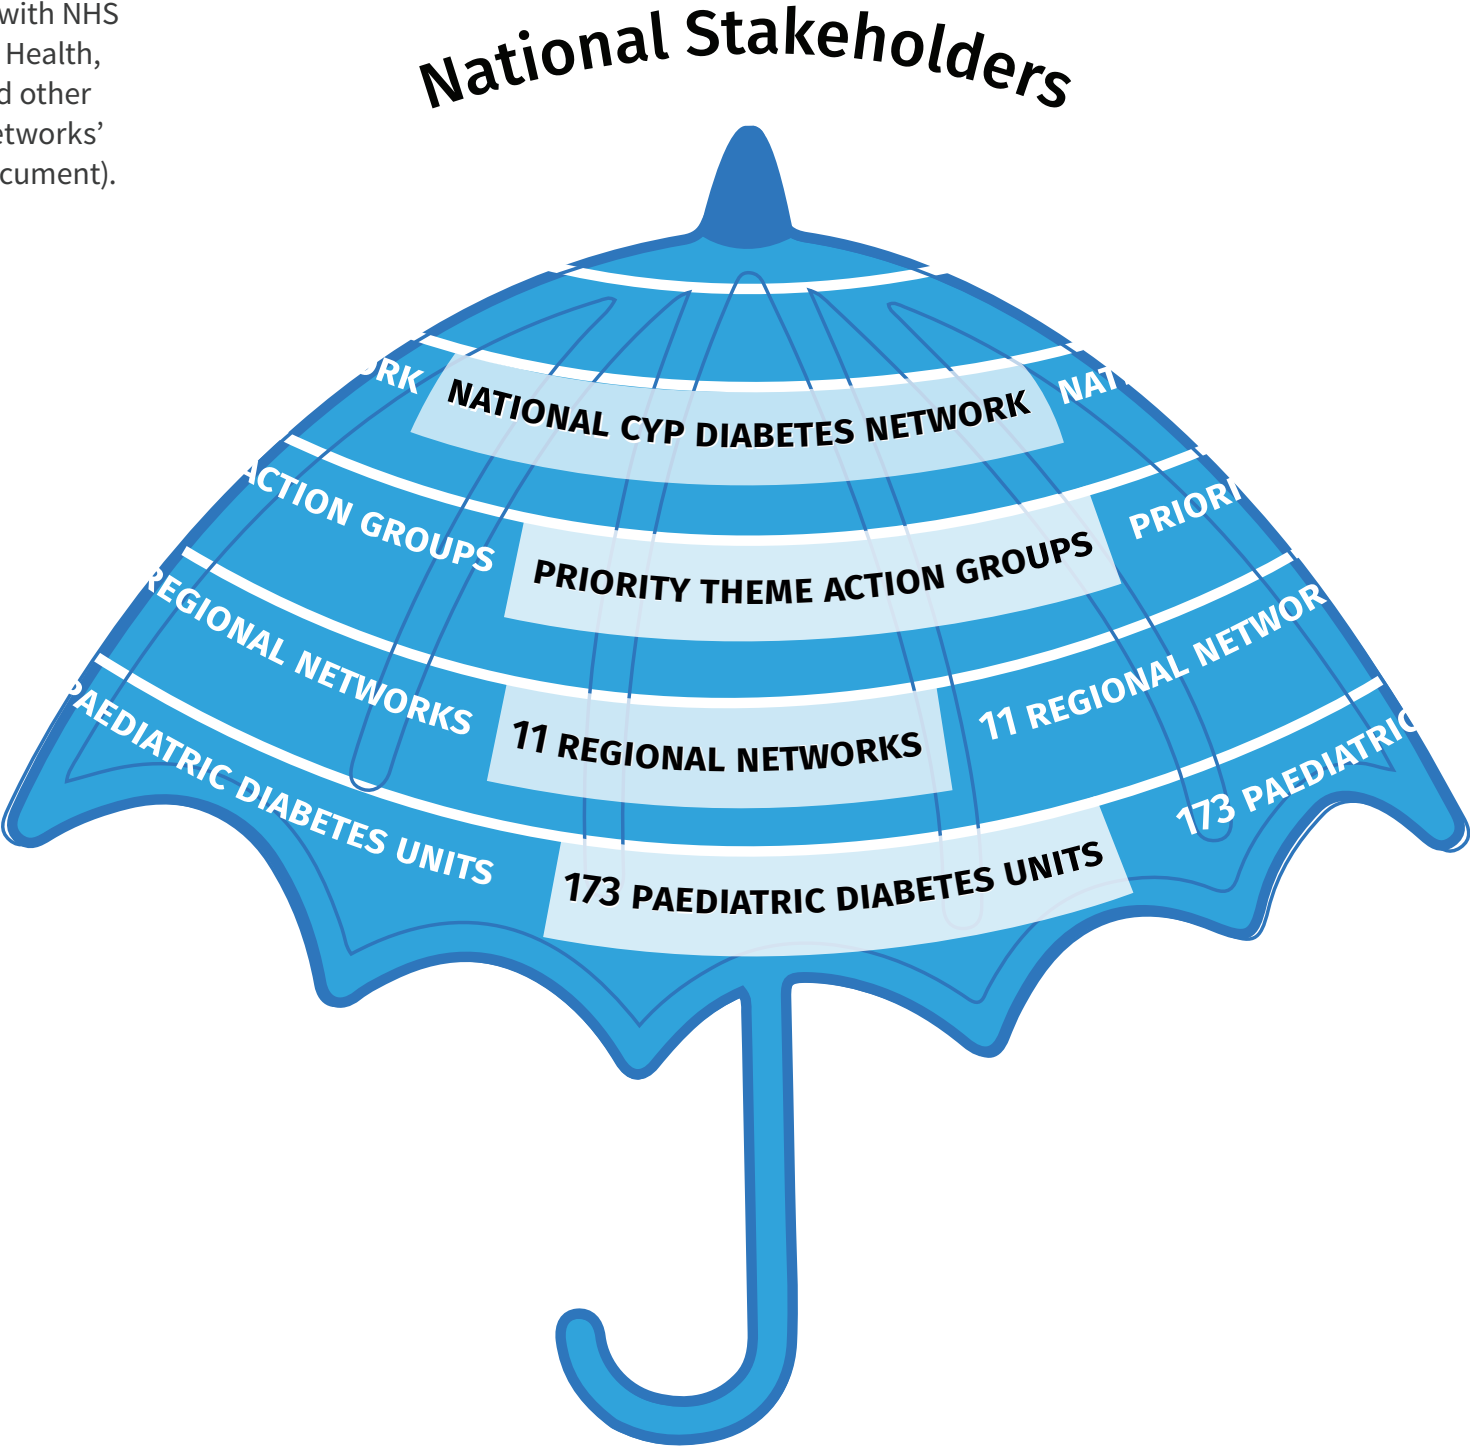 with NHS
Health,
other
cument).
National Stakeholders
NATIONAL CYP DIABETES NETWORK
ACTION GROUPS
PRIORITY THEME ACTION GROUPS
REGIONAL NETWORKS
11 REGIONAL NETWORKS
11 REGIONAL NETWOR
PAEDIATRIC DIABETES UNITS
173 PAEDIATRIC DIABETES UNITS
173 PAEDIATRIC